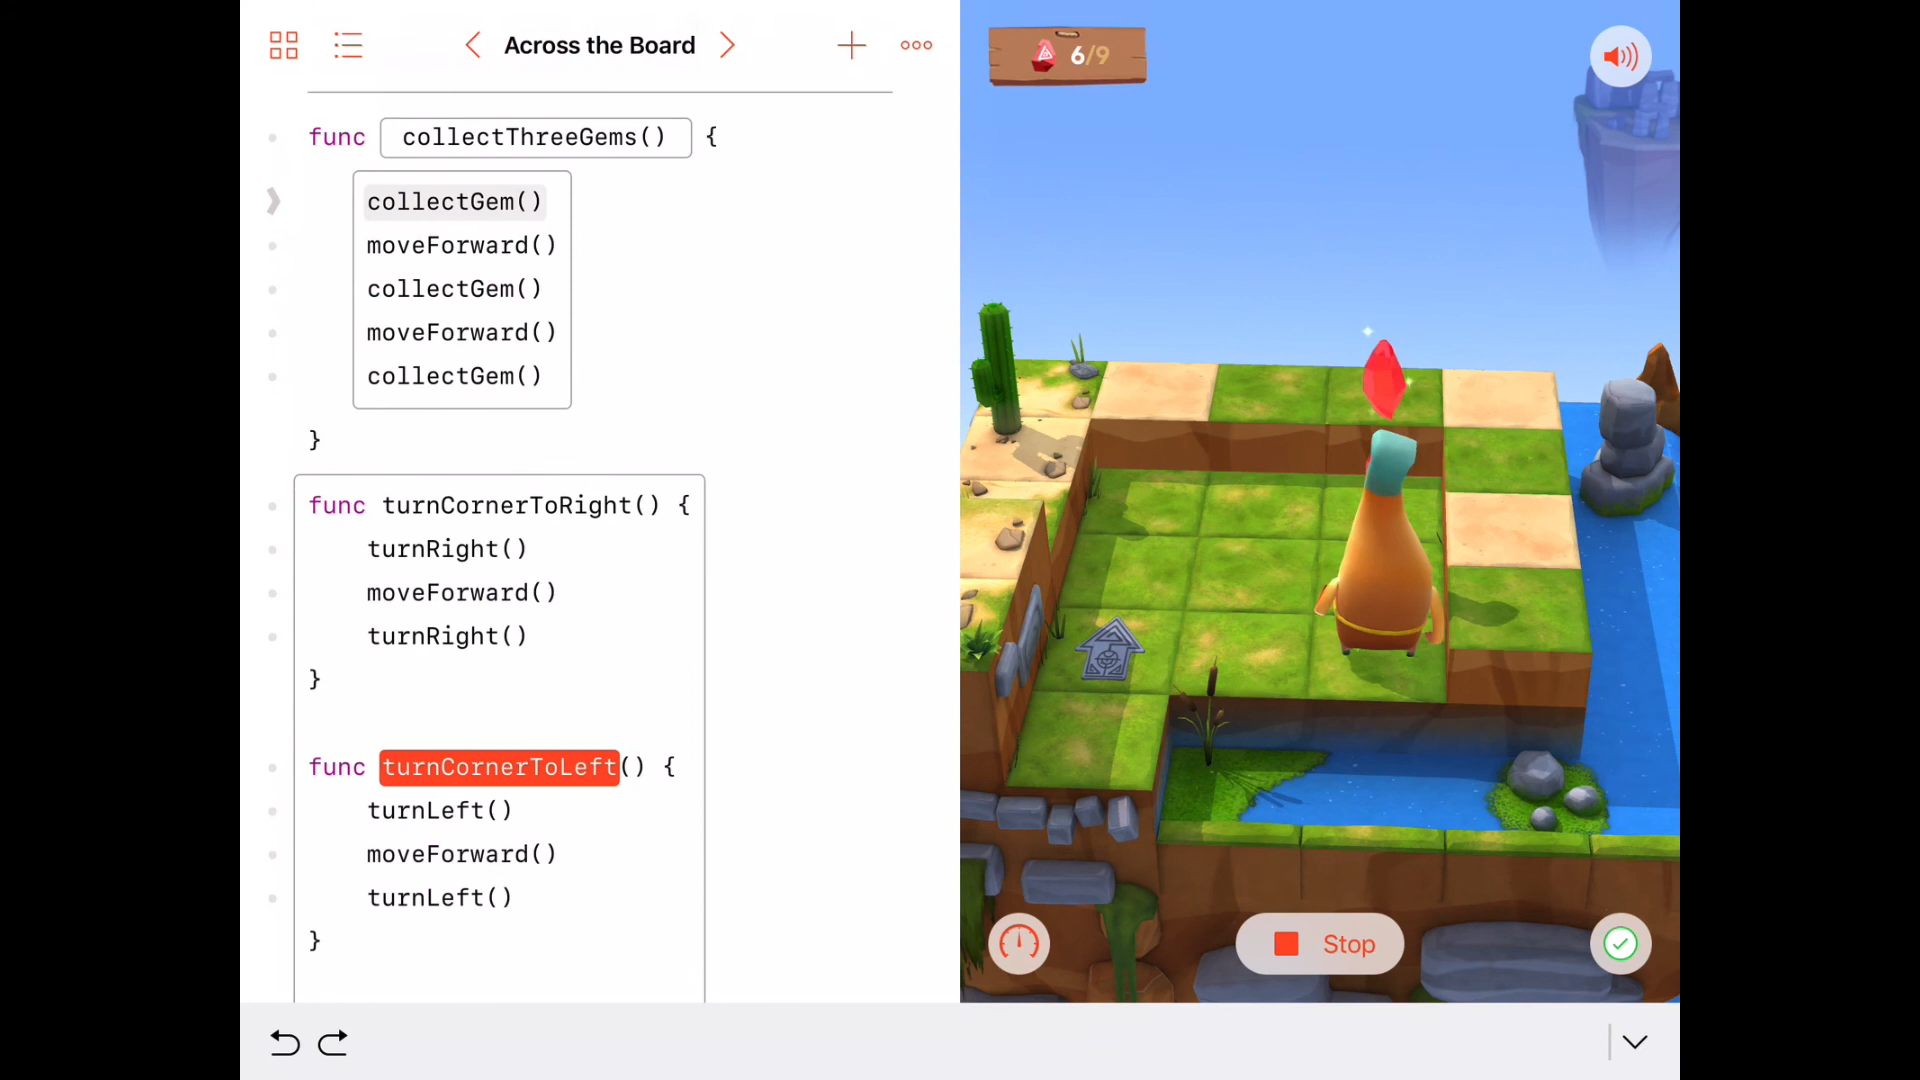 Across the Board
func collectThreeGems() {
collectGem()
moveForward()
collectGem()
moveForward()
collectGem()
}
func turnCornerToRight() {
turnRight()
moveForward()
turnRight()
}
func turnCornerToLeft() {
turnLeft()
moveForward()
turnLeft()
}
6/9
Stop